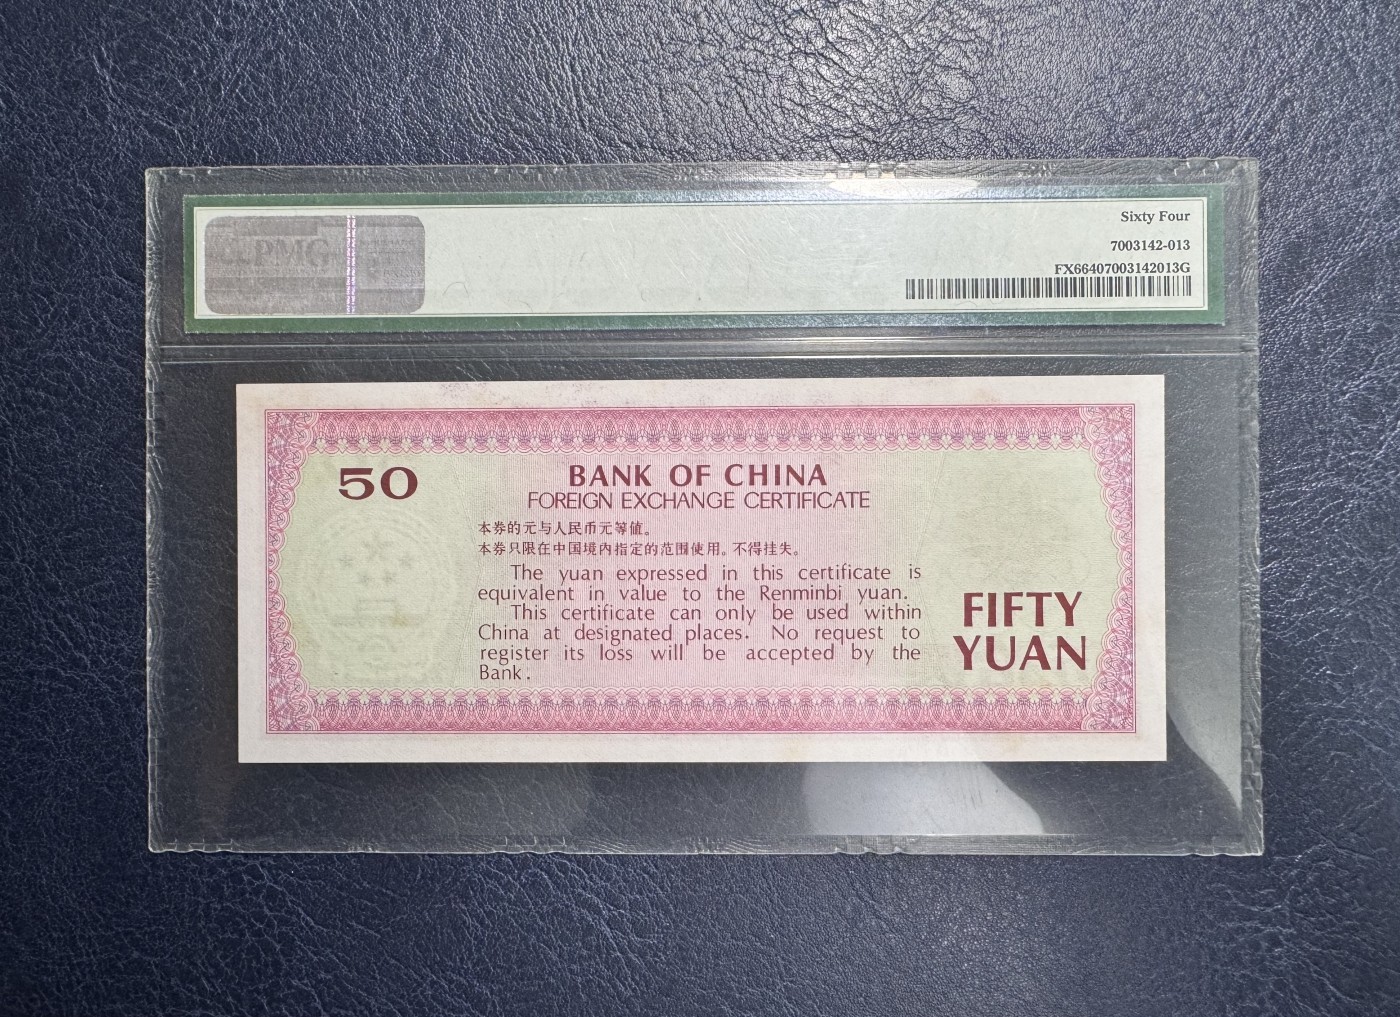 PMG
Sixty Four
7003142-013
FX66407003142013G
50
BANK OF CHINA
FOREIGN EXCHANGE CERTIFICATE
本券的元与人民币元等值。
本券只限在中国境内指定的范围使用。不得挂失。
The yuan expressed in this certificate is
equivalent in value to the Renminbi yuan.
This certificate can only be used within
China at designated places. No request to
register its loss will be accepted by the
Bank.
FIFTY
YUAN